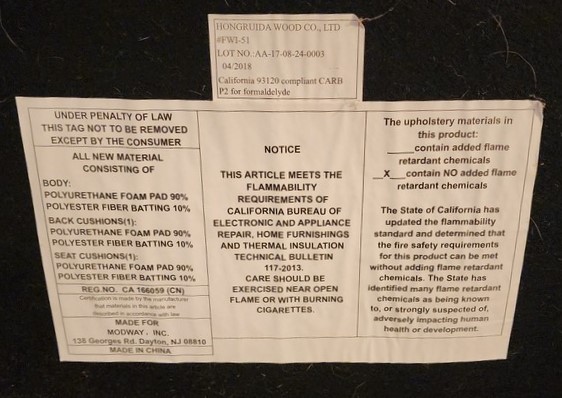 HONGRUIDA WOOD CO., LTD
#FWI-51
LOT NO.:AA-17-08-24-0003
04/2018
California 93120 compliant CARB
P2 for formaldelyde
UNDER PENALTY OF LAW
THIS TAG NOT TO BE REMOVED
EXCEPT BY THE CONSUMER
ALL NEW MATERIAL
CONSISTING OF
BODY:
POLYURETHANE FOAM PAD 90%
POLYESTER FIBER BATTING 10%
BACK CUSHIONS(1):
POLYURETHANE FOAM PAD 90%
POLYESTER FIBER BATTING 10%
SEAT CUSHIONS(1):
POLYURETHANE FOAM PAD 90%
POLYESTER FIBER BATTING 10%
REG.NO. CA 166059 (CN)
Certification is made by the manufacturer
that materials in this article are
described in accordance with law
MADE FOR
MODWAY, INC.
138 Georges Rd. Dayton, NJ 08810
MADE IN CHINA
NOTICE
THIS ARTICLE MEETS THE
FLAMMABILITY
REQUIREMENTS OF
CALIFORNIA BUREAU OF
ELECTRONIC AND APPLIANCE
REPAIR, HOME FURNISHINGS
AND THERMAL INSULATION
TECHNICAL BULLETIN
117-2013.
CARE SHOULD BE
EXERCISED NEAR OPEN
FLAME OR WITH BURNING
CIGARETTES.
The upholstery materials in
this product:
_____contain added flame
retardant chemicals
__X__contain NO added flame
retardant chemicals
The State of California has
updated the flammability
standard and determined that
the fire safety requirements
for this product can be met
without adding flame retardant
chemicals. The State has
identified many flame retardant
chemicals as being known
to, or strongly suspected of,
adversely impacting human
health or development.